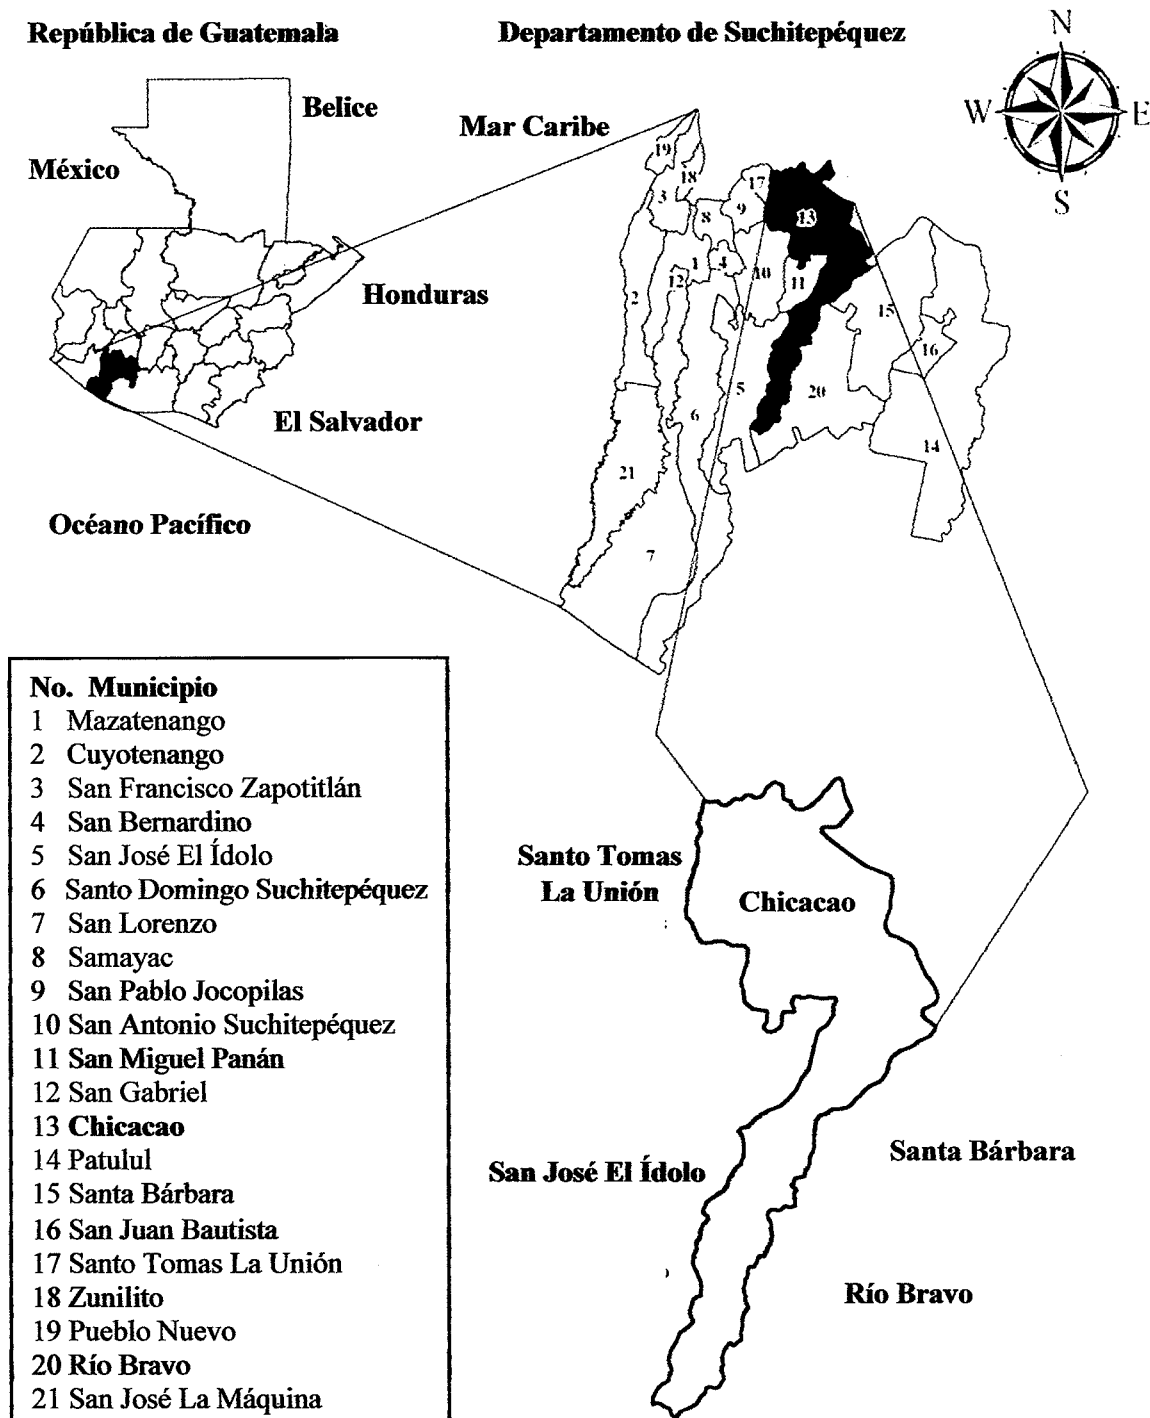 República de Guatemala
Departamento de Suchitepéquez
N
W
E
S
Belice
Mar Caribe
México
Honduras
El Salvador
Océano Pacífico
19
18
17
3
8
9
13
1
4
12
10
11
2
15
16
5
20
6
14
21
7
No. Municipio
1 Mazatenango
2 Cuyotenango
3 San Francisco Zapotitlán
4 San Bernardino
5 San José El Ídolo
6 Santo Domingo Suchitepéquez
7 San Lorenzo
8 Samayac
9 San Pablo Jocopilas
10 San Antonio Suchitepéquez
11 San Miguel Panán
12 San Gabriel
13 Chicacao
14 Patulul
15 Santa Bárbara
16 San Juan Bautista
17 Santo Tomas La Unión
18 Zunilito
19 Pueblo Nuevo
20 Río Bravo
21 San José La Máquina
Santo Tomas
La Unión
Chicacao
San José El Ídolo
Santa Bárbara
Río Bravo